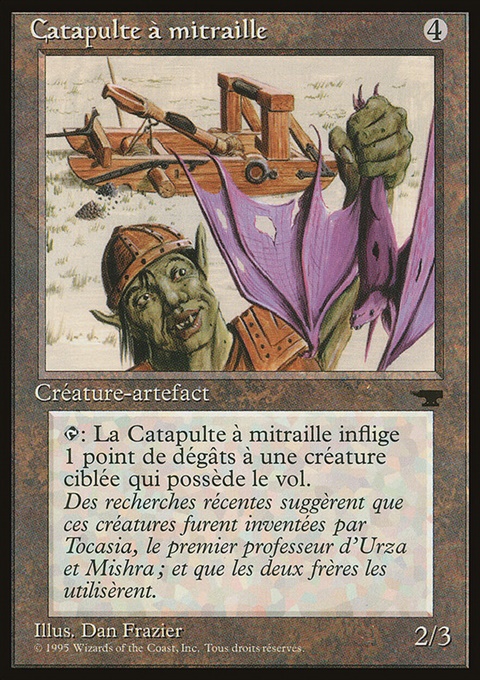 Catapulte à mitraille 4
Créature-artefact
: La Catapulte à mitraille inflige
1 point de dégâts à une créature
ciblée qui possède le vol.
Des recherches récentes suggèrent que
ces créatures furent inventées par
Tocasia, le premier professeur d'Urza
et Mishra ; et que les deux frères les
utilisèrent.
Illus. Dan Frazier
2/3
© 1995 Wizards of the Coast, Inc. Tous droits réservés.